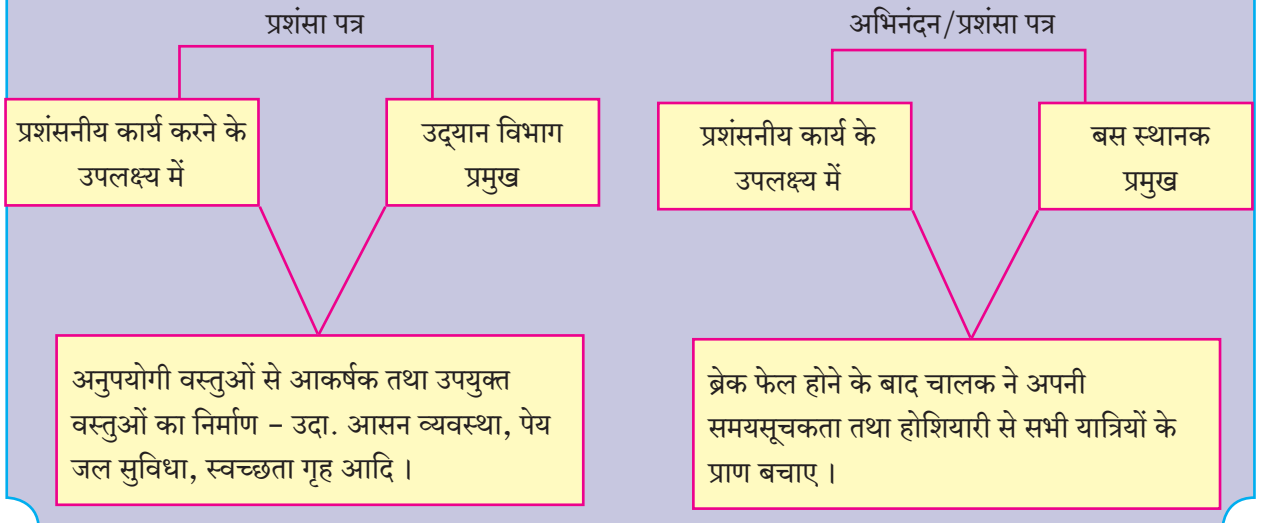 प्रशंसा पत्र
प्रशंसनीय कार्य करने के
उपलक्ष्य में
उद्‌यान विभाग
प्रमुख
अनुपयोगी वस्तुओं से आकर्षक तथा उपयुक्त
वस्तुओं का निर्माण – उदा. आसन व्यवस्था, पेय
जल सुविधा, स्वच्छता गृह आदि ।
अभिनंदन/प्रशंसा पत्र
प्रशंसनीय कार्य के
उपलक्ष्य में
बस स्थानक
प्रमुख
ब्रेक फेल होने के बाद चालक ने अपनी
समयसूचकता तथा होशियारी से सभी यात्रियों के
प्राण बचाए ।